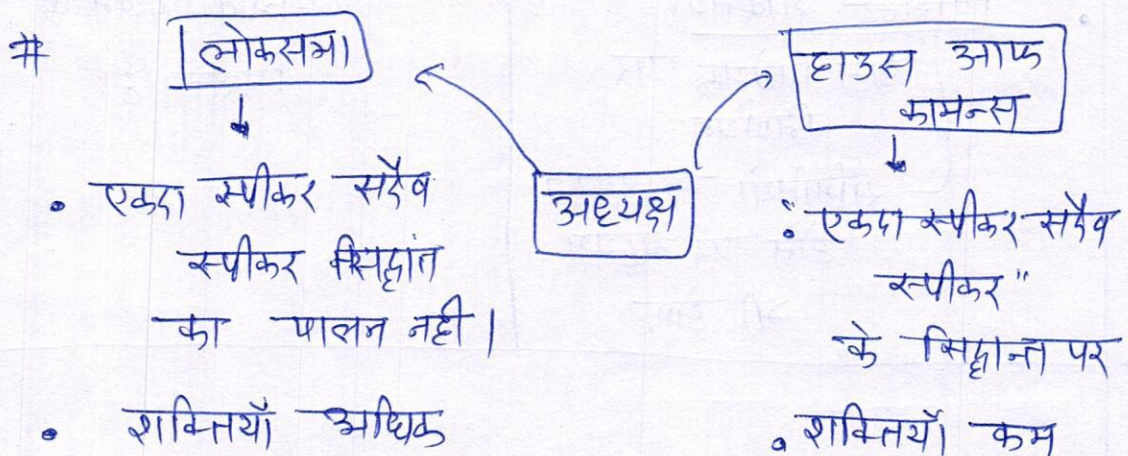 # लोकसभा
हाउस आफ
कामन्स
अध्यक्ष
• एकदा स्पीकर सदैव
स्पीकर सिद्धांत
का पालन नही।
• शक्तियाँ अधिक
"एकदा स्पीकर सदैव
स्पीकर"
के सिद्धान्त पर
• शक्तियाँ कम